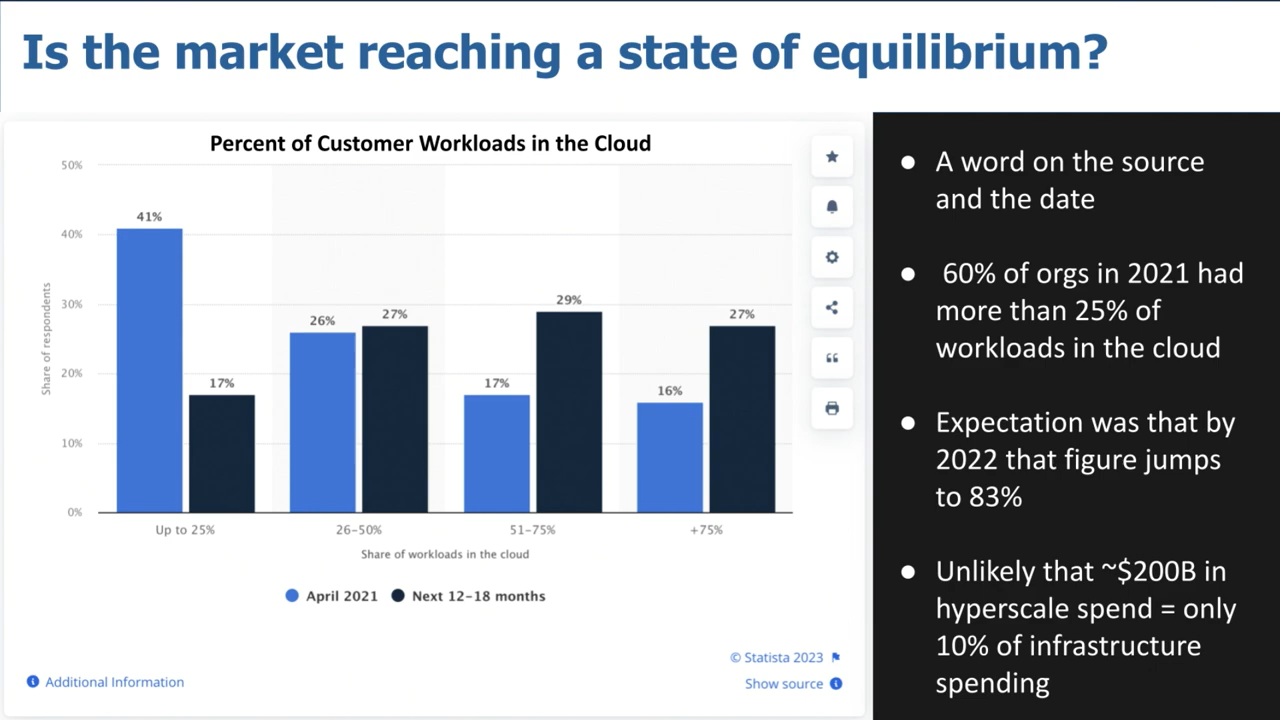 Is the market reaching a state of equilibrium?
Percent of Customer Workloads in the Cloud
50%
40%
30%
20%
10%
0%
Share of respondents
41%
17%
26%
27%
17%
29%
16%
27%
Up to 25%
26–50%
51–75%
+75%
Share of workloads in the cloud
April 2021
Next 12–18 months
© Statista 2023
Additional Information
Show source
● A word on the source
and the date
● 60% of orgs in 2021 had
more than 25% of
workloads in the cloud
● Expectation was that by
2022 that figure jumps
to 83%
● Unlikely that ~$200B in
hyperscale spend = only
10% of infrastructure
spending